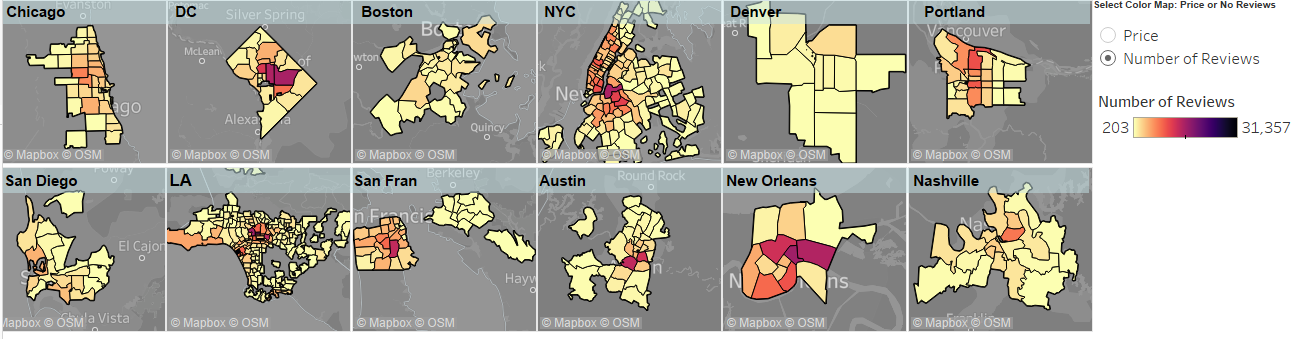 Chicago
ago
© Mapbox © OSM
DC
Silver Spring
McLean
of
© Mapbox © OSM
Boston
Quincy
© Mapbox © OSM
NYC
© Mapbox © OSM
Denver
© Mapbox © OSM
Portland
Vancouver
© Mapbox © OSM
Select Color Map: Price or No Reviews
Price
Number of Reviews
Number of Reviews
203
31,357
San Diego
El Cajon
Chula Vista
Mapbox © OSM
LA
© Mapbox © OSM
San Fran
Berkeley
n Franci
Hayw
© Mapbox © OSM
Austin
Round Rock
© Mapbox © OSM
New Orleans
© Mapbox © OSM
Nashville
© Mapbox © OSM